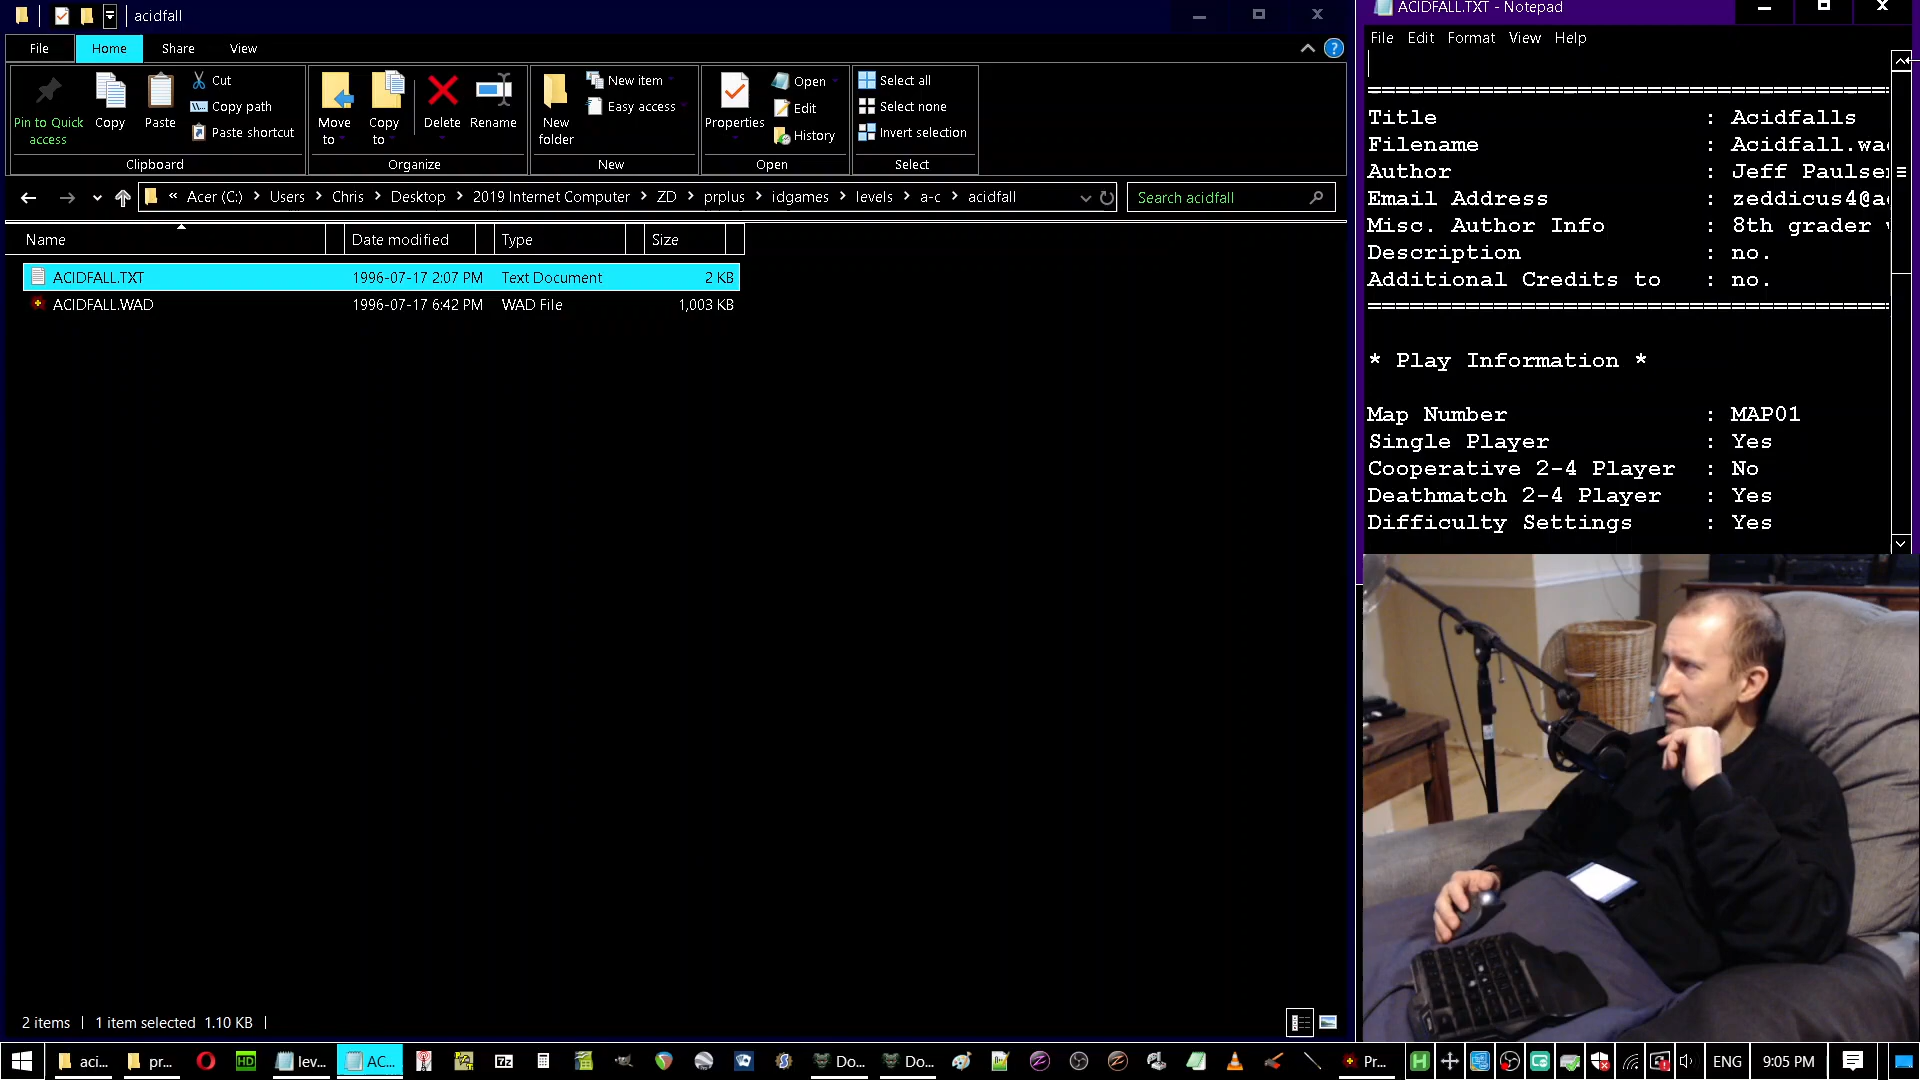 acidfall
File Home Share View
Pin to Quick access
Copy
Paste
Cut
Copy path
Paste shortcut
Clipboard
Move to
Copy to
Delete
Rename
Organize
New folder
New item
Easy access
New
Properties
Open
Edit
History
Open
Select all
Select none
Invert selection
Select
« Acer (C:) > Users > Chris > Desktop > 2019 Internet Computer > ZD > prplus > idgames > levels > a-c > acidfall
Search acidfall
Name Date modified Type Size
ACIDFALL.TXT 1996-07-17 2:07 PM Text Document 2 KB
ACIDFALL.WAD 1996-07-17 6:42 PM WAD File 1,003 KB
2 items 1 item selected 1.10 KB
ACIDFALL.TXT - Notepad
File Edit Format View Help
================================
Title : Acidfalls
Filename : Acidfall.wa
Author : Jeff Paulse
Email Address : zeddicus4@a
Misc. Author Info : 8th grader
Description : no.
Additional Credits to : no.
================================
* Play Information *
Map Number : MAP01
Single Player : Yes
Cooperative 2-4 Player : No
Deathmatch 2-4 Player : Yes
Difficulty Settings : Yes
aci... pr... HD lev... AC... 7z Do... Do... Pr... ENG 9:05 PM